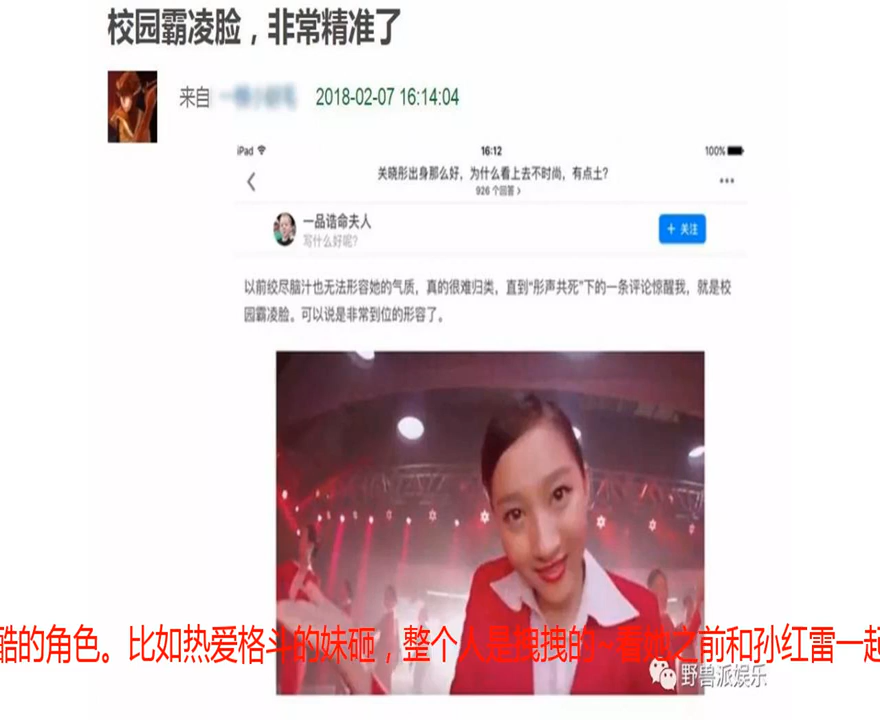 校园霸凌脸，非常精准了
来自
2018-02-07 16:14:04
iPad
16:12
100%
关晓彤出身那么好，为什么看上去不时尚，有点土？
926 个回答 >
一品诰命夫人
写什么好呢？
+ 关注
以前绞尽脑汁也无法形容她的气质，真的很难归类，直到“彤声共死”下的一条评论惊醒我，就是校
园霸凌脸。可以说是非常到位的形容了。
酷的角色。比如热爱格斗的妹砸，整个人是拽拽的~看她之前和孙红雷一起
野兽派娱乐